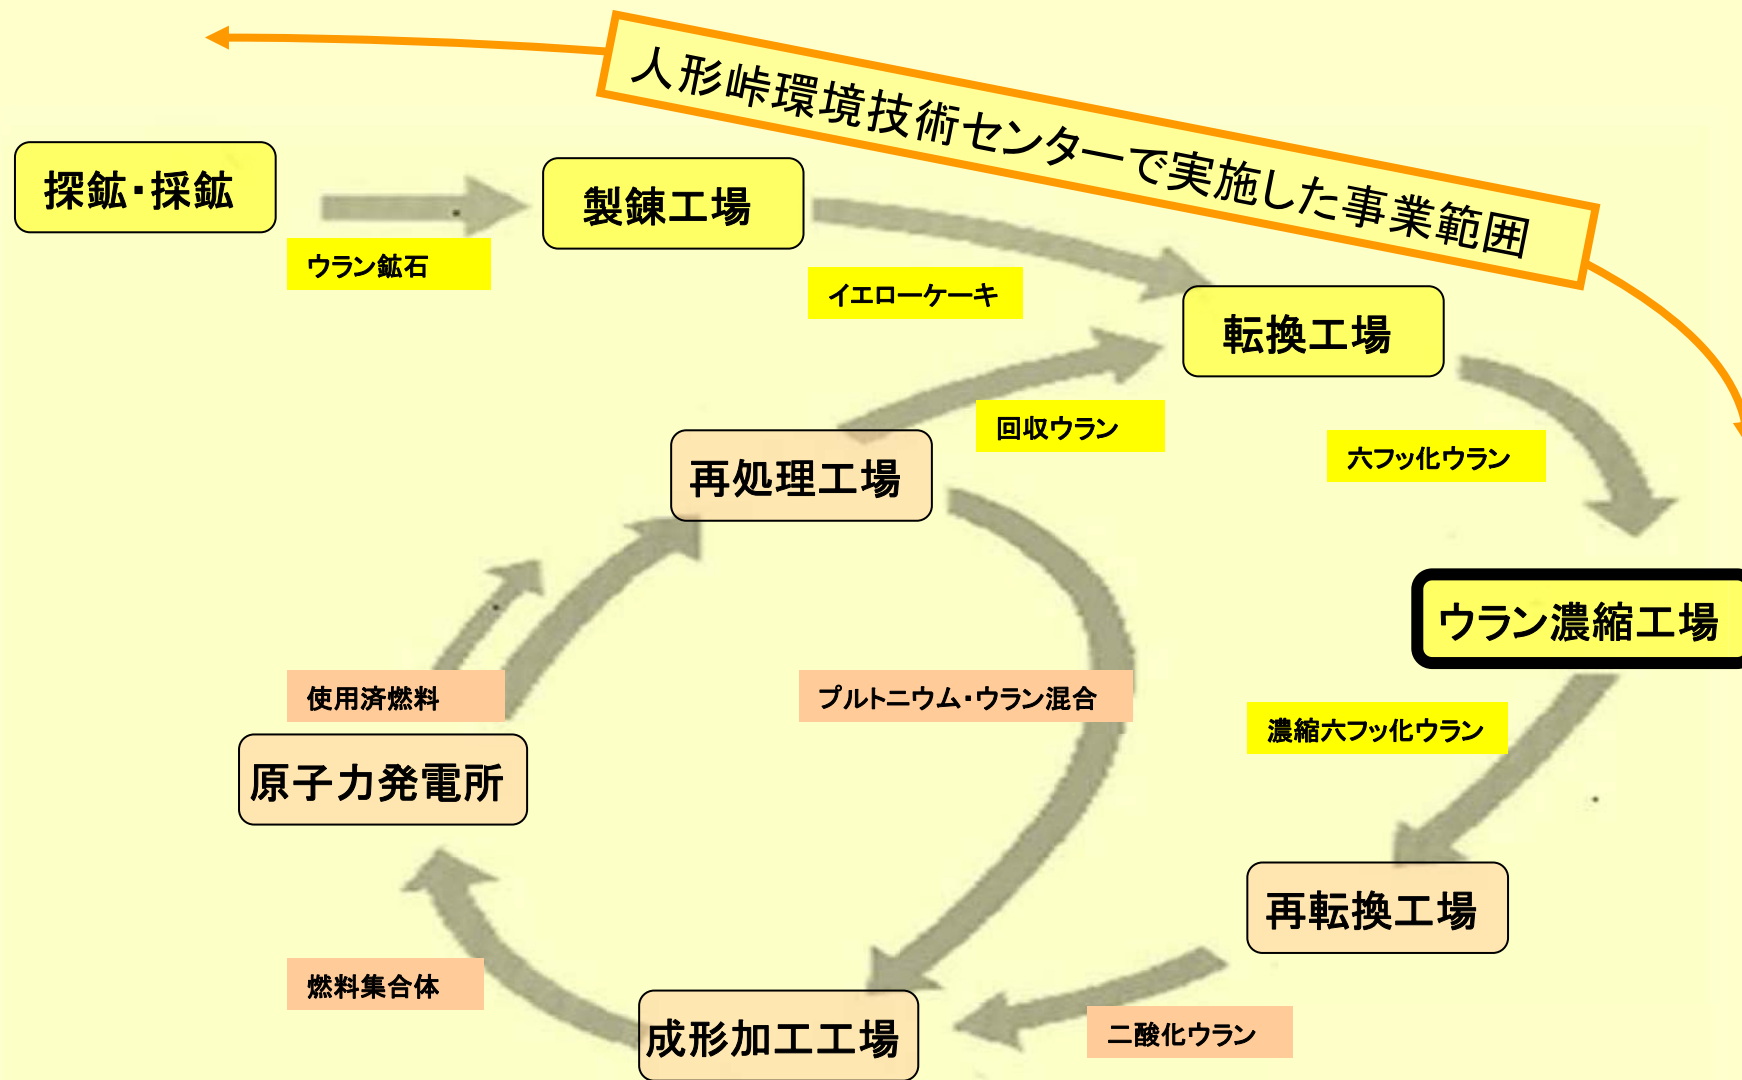 人形峠環境技術センターで実施した事業範囲
探鉱・採鉱
製錬工場
ウラン鉱石
イエローケーキ
転換工場
回収ウラン
六フッ化ウラン
再処理工場
ウラン濃縮工場
使用済燃料
プルトニウム・ウラン混合
濃縮六フッ化ウラン
原子力発電所
再転換工場
燃料集合体
二酸化ウラン
成形加工工場